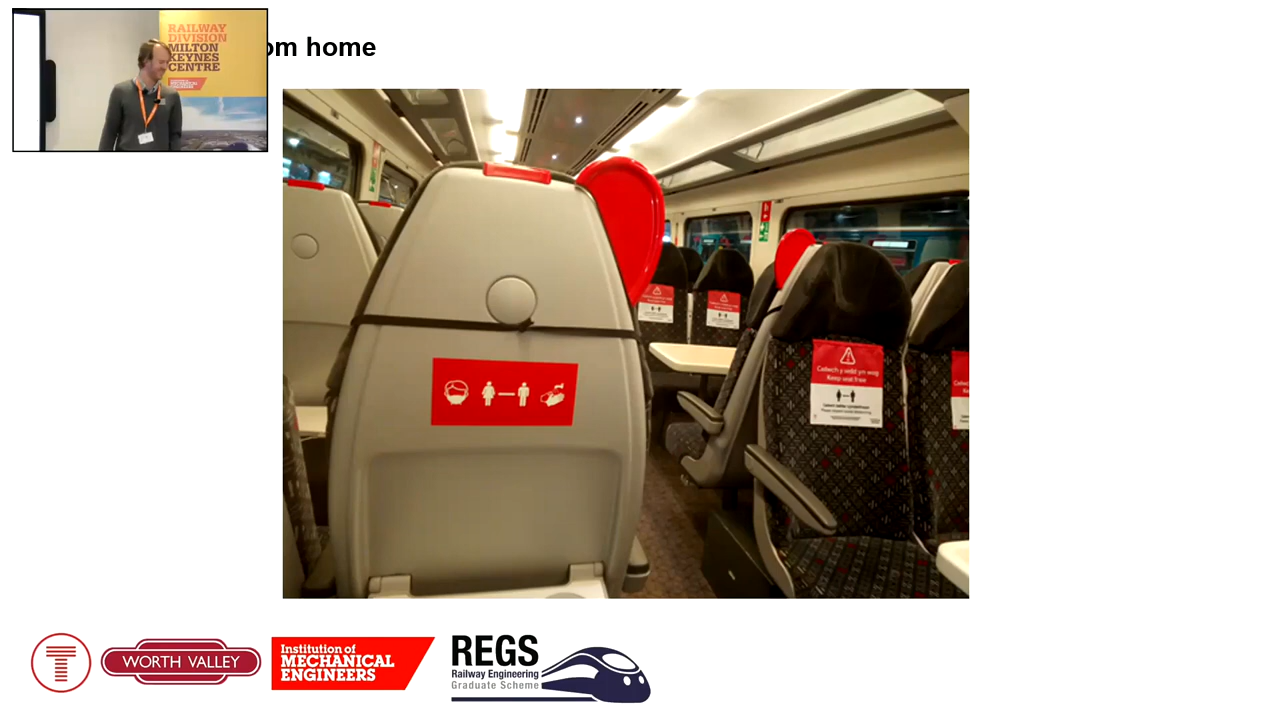 RAILWAY
DIVISION
MILTON
KEYNES
CENTRE
om home
Cadwch y sedd yn wag
Keep seat free
WORTH VALLEY
Institution of
MECHANICAL
ENGINEERS
REGS
Railway Engineering
Graduate Scheme